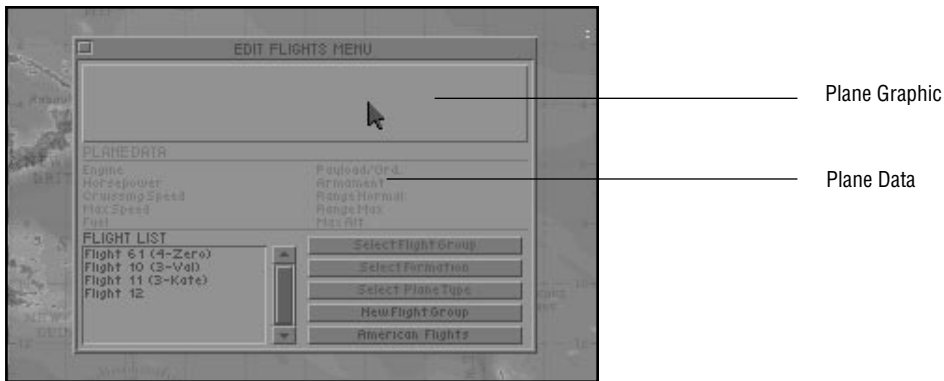 EDIT FLIGHTS MENU
Plane Graphic
PLANE DATA
Engine
Horsepower
Cruissing Speed
Max Speed
Fuel
Payload/Ord.
Armament
Range Normal
Range Max
Max Alt
Plane Data
FLIGHT LIST
Flight 61 (4-Zero)
Flight 10 (3-Val)
Flight 11 (3-Kate)
Flight 12
Select Flight Group
Select Formation
Select Plane Type
New Flight Group
American Flights